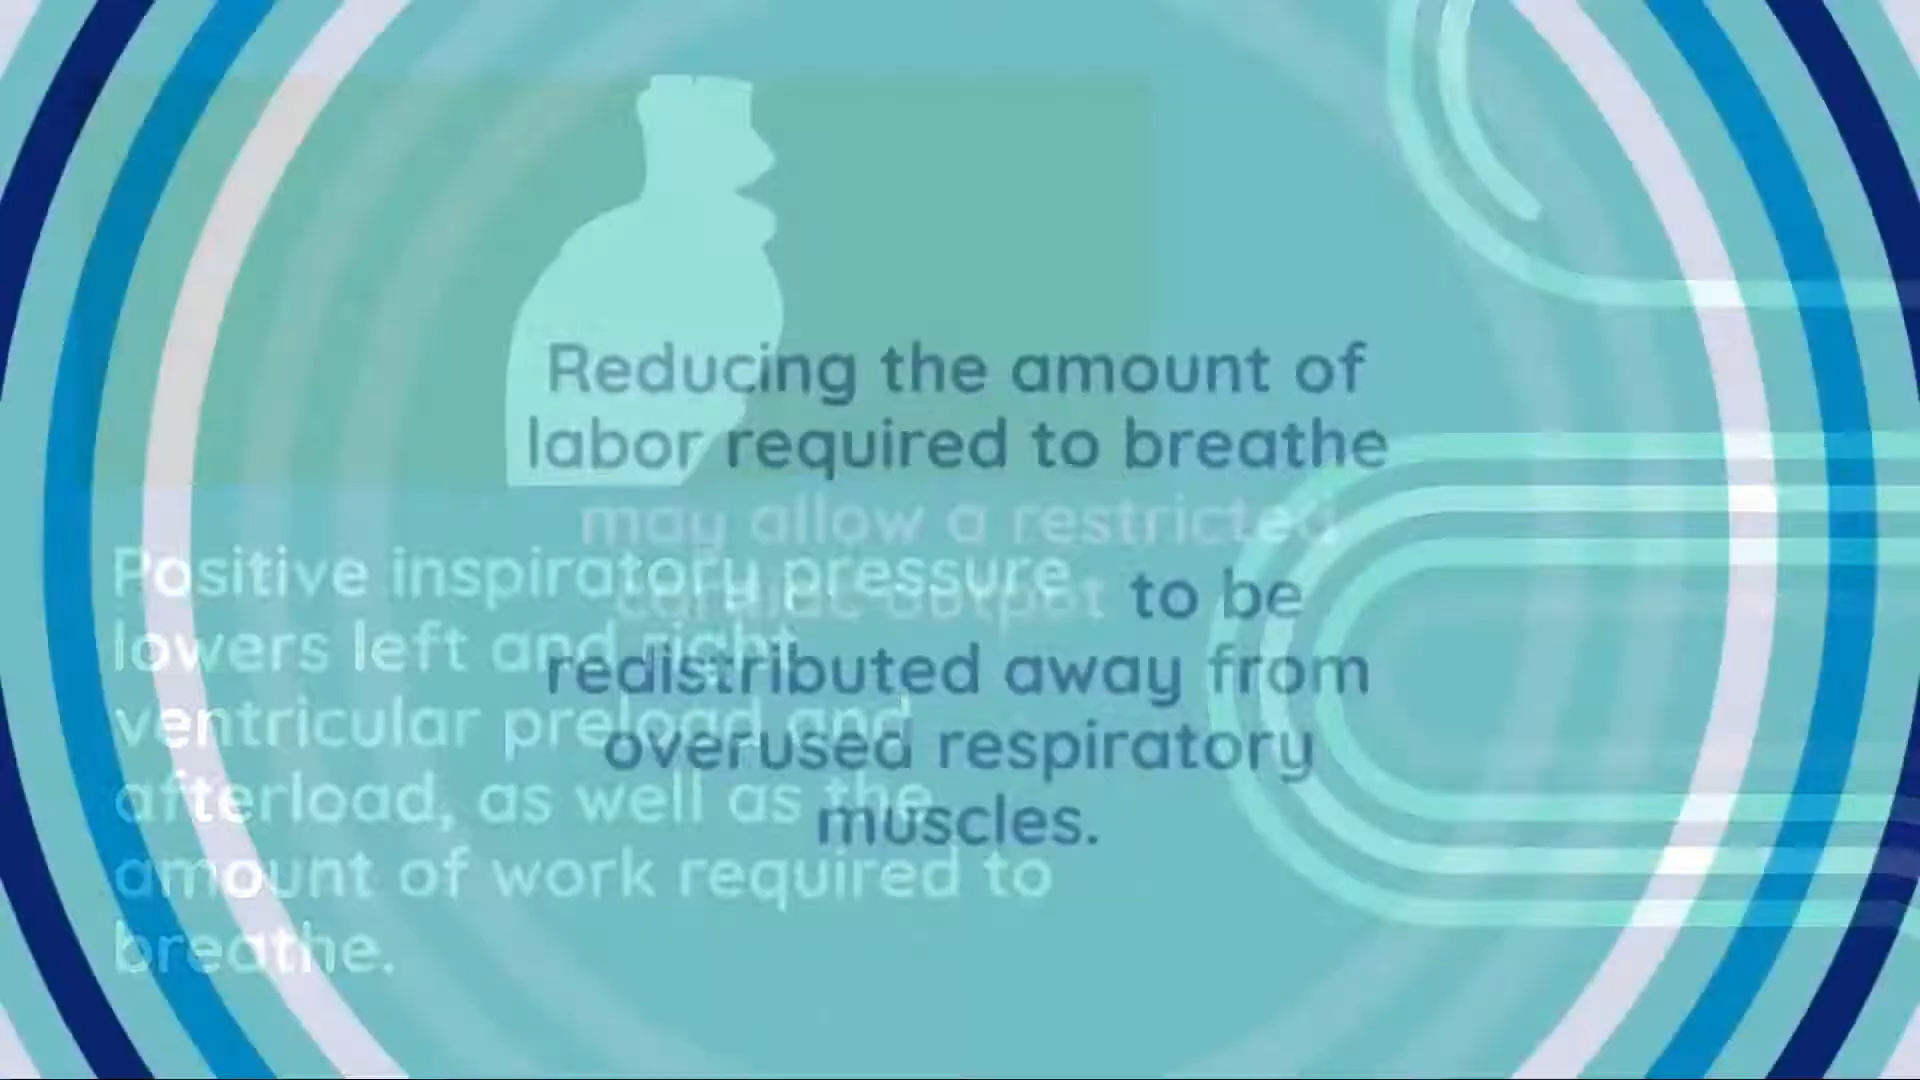 Reducing the amount of
labor required to breathe
may allow a restricted
cardiac output to be
redistributed away from
overused respiratory
muscles.
Positive inspiratory pressure
lowers left and right
ventricular preload and
afterload, as well as the
amount of work required to
breathe.